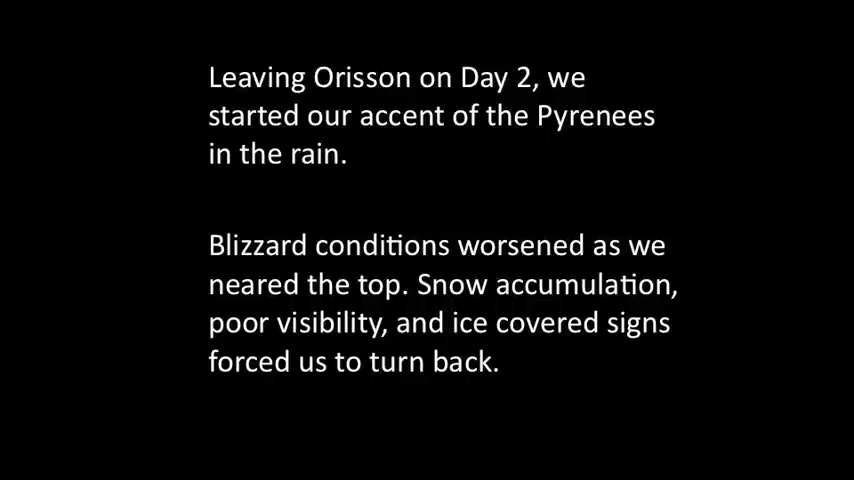 Leaving Orisson on Day 2, we
started our accent of the Pyrenees
in the rain.
Blizzard conditions worsened as we
neared the top. Snow accumulation,
poor visibility, and ice covered signs
forced us to turn back.